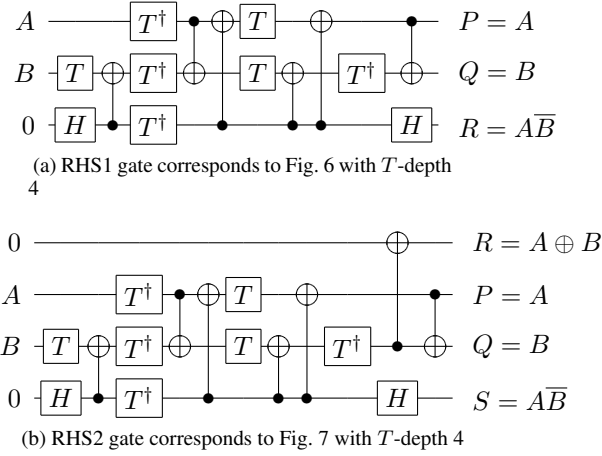 A T† T P = A
B T T† T T† Q = B
0 H T† H R = AB̅
(a) RHS1 gate corresponds to Fig. 6 with T-depth
4
0 R = A ⊕ B
A T† T P = A
B T T† T T† Q = B
0 H T† H S = AB̅
(b) RHS2 gate corresponds to Fig. 7 with T-depth 4